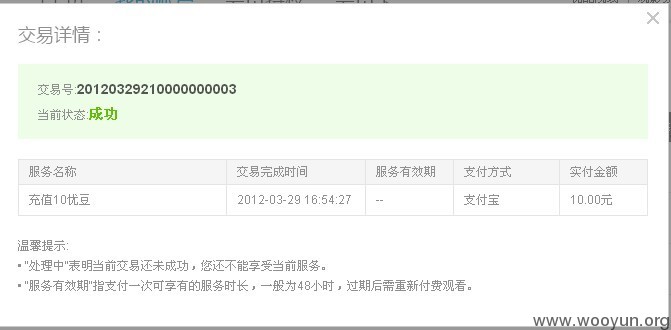 交易详情：
交易号:20120329210000000003
当前状态:成功
服务名称 交易完成时间 服务有效期 支付方式 实付金额
充值10优豆 2012-03-29 16:54:27 -- 支付宝 10.00元
温馨提示:
▪ "处理中"表明当前交易还未成功，您还不能享受当前服务。
▪ "服务有效期"指支付一次可享有的服务时长，一般为48小时，过期后需重新付费观看。
www.wooyun.org